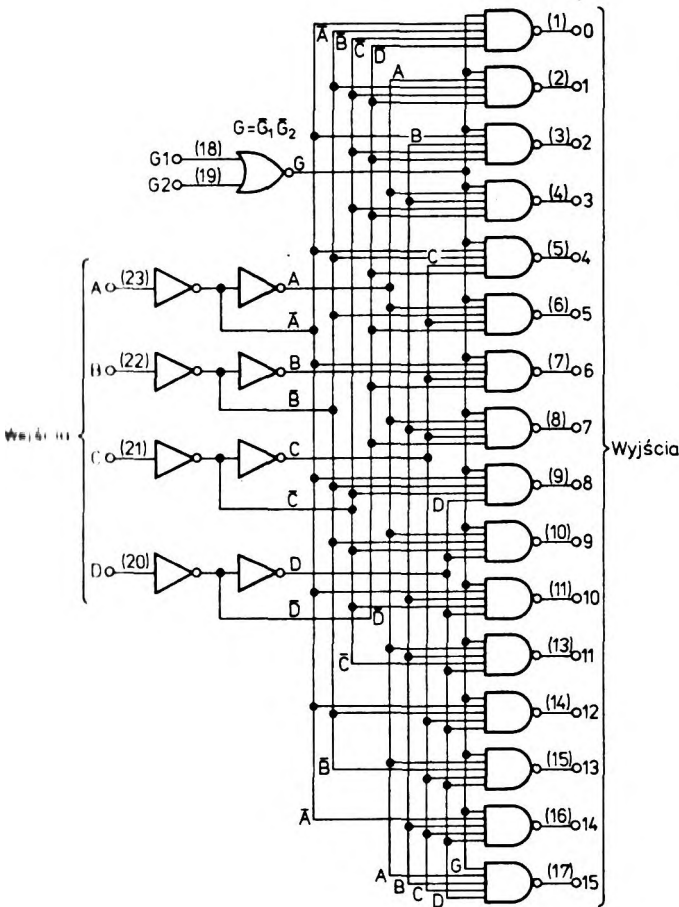 Ā
B̄
C̄
D̄
(1) 0
A
(2) 1
G=Ḡ₁Ḡ₂
B
(3) 2
G1 (18)
G
G2 (19)
(4) 3
C
(5) 4
A (23)
A
Ā
(6) 5
B (22)
B
B̄
(7) 6
C (21)
C
C̄
(8) 7
Wyjścia
D
(9) 8
(10) 9
D (20)
D
D̄
D̄
(11) 10
C̄
(13) 11
(14) 12
B̄
(15) 13
Ā
(16) 14
G
A
B
C
D
(17) 15